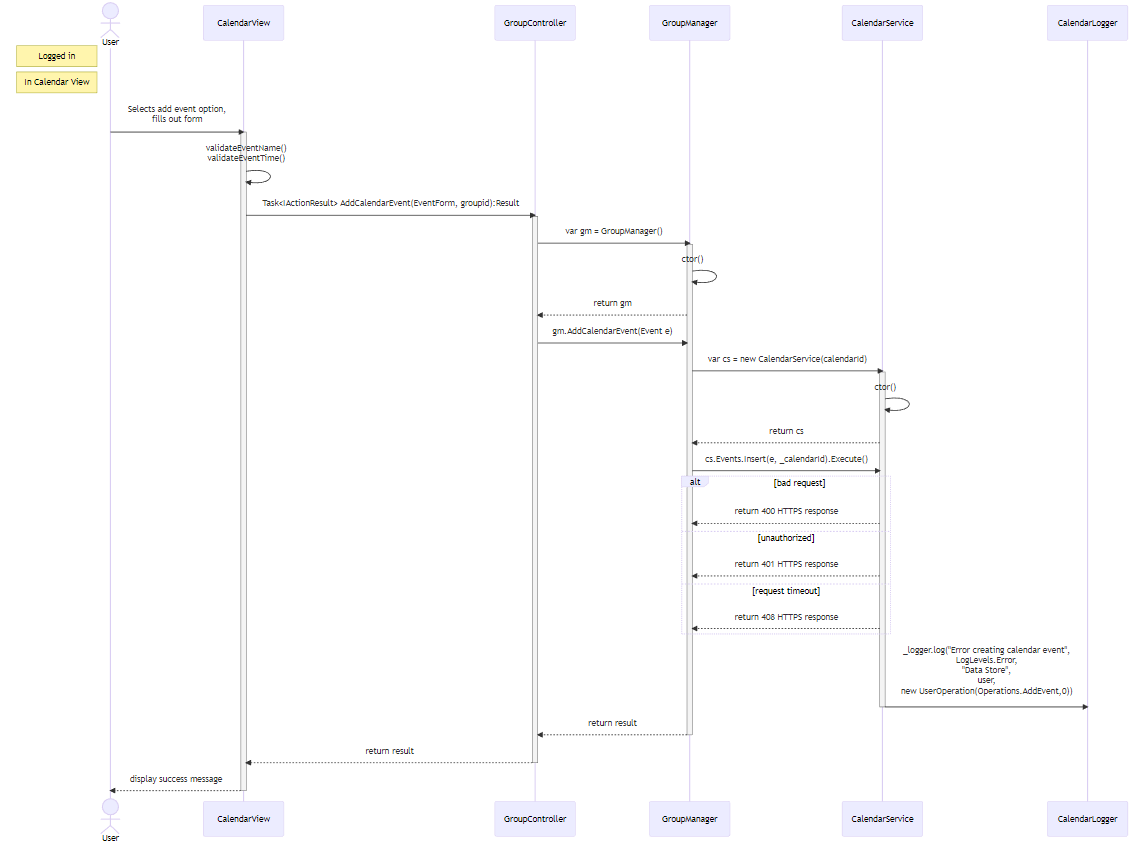 CalendarView
GroupController
GroupManager
CalendarService
CalendarLogger
User
Logged in
In Calendar View
Selects add event option,
fills out form
validateEventName()
validateEventTime()
Task<IActionResult> AddCalendarEvent(EventForm, groupid):Result
var gm = GroupManager()
ctor()
return gm
gm.AddCalendarEvent(Event e)
var cs = new CalendarService(calendarId)
ctor()
return cs
cs.Events.Insert(e, _calendarId).Execute()
alt
[bad request]
return 400 HTTPS response
[unauthorized]
return 401 HTTPS response
[request timeout]
return 408 HTTPS response
_logger.log("Error creating calendar event",
LogLevels.Error,
"Data Store",
user,
new UserOperation(Operations.AddEvent,0))
return result
return result
display success message
User
CalendarView
GroupController
GroupManager
CalendarService
CalendarLogger